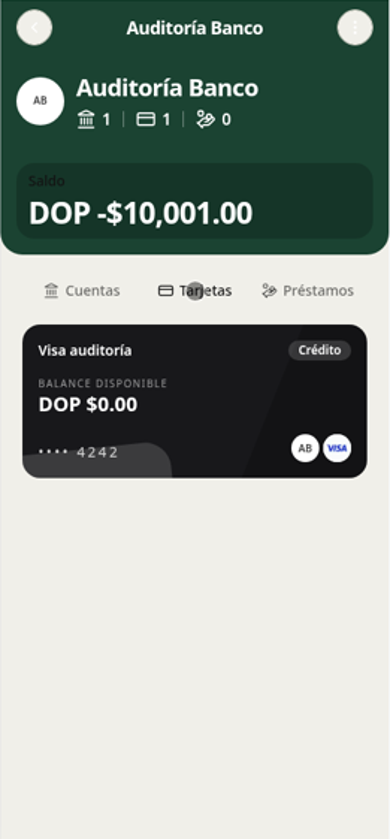 Auditoría Banco
AB
Auditoría Banco
1 | 1 | 0
Saldo
DOP -$10,001.00
Cuentas
Tarjetas
Préstamos
Visa auditoría
Crédito
BALANCE DISPONIBLE
DOP $0.00
•••• 4242
AB
VISA